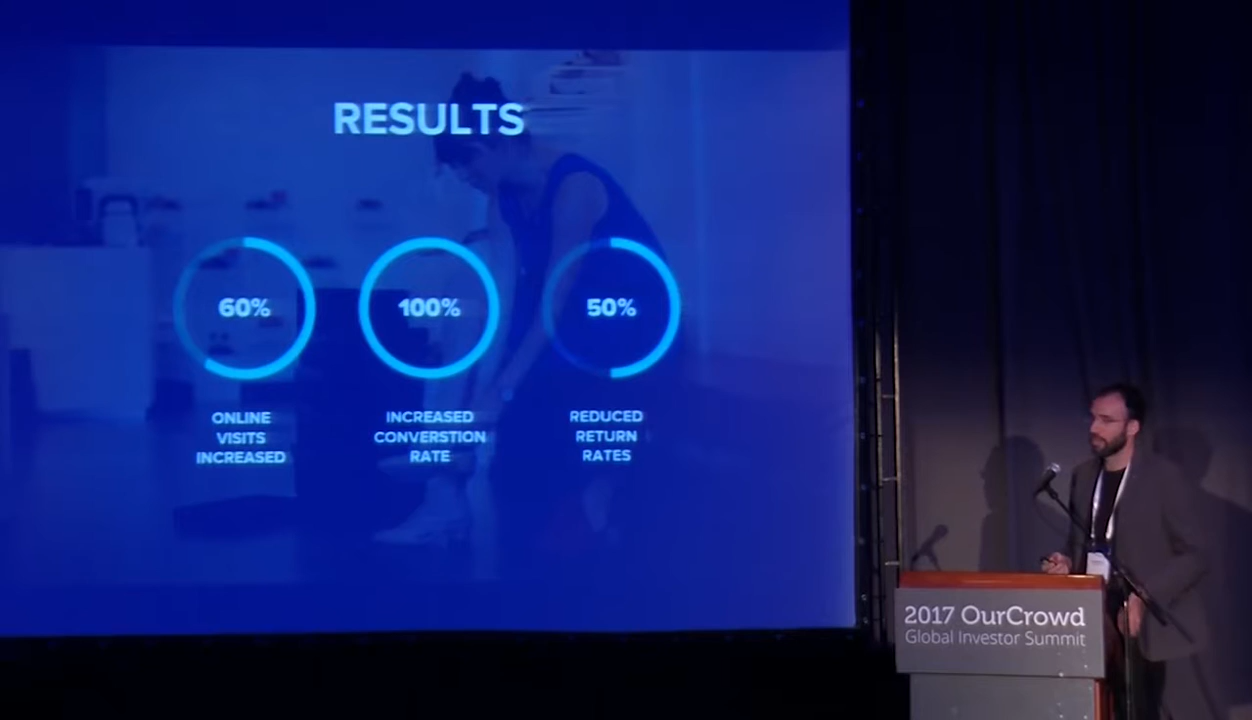 RESULTS
60%
100%
50%
ONLINE
VISITS
INCREASED
INCREASED
CONVERSTION
RATE
REDUCED
RETURN
RATES
2017 OurCrowd
Global Investor Summit